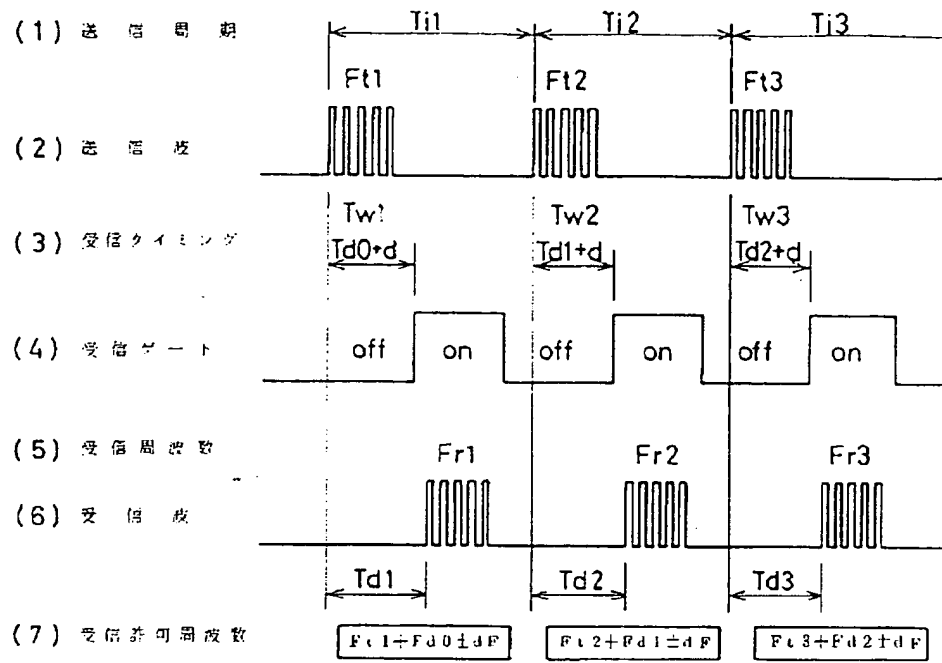 (1) 送信周期 Ti1 Ti2 Ti3
Ft1 Ft2 Ft3
(2) 送信波
Tw1 Tw2 Tw3
(3) 受信タイミング Td0+d Td1+d Td2+d
(4) 受信ゲート off on off on off on
(5) 受信周波数 Fr1 Fr2 Fr3
(6) 受信波
Td1 Td2 Td3
(7) 受信許可周波数 Ft1+Fd0±dF Ft2+Fd1±dF Ft3+Fd2±dF